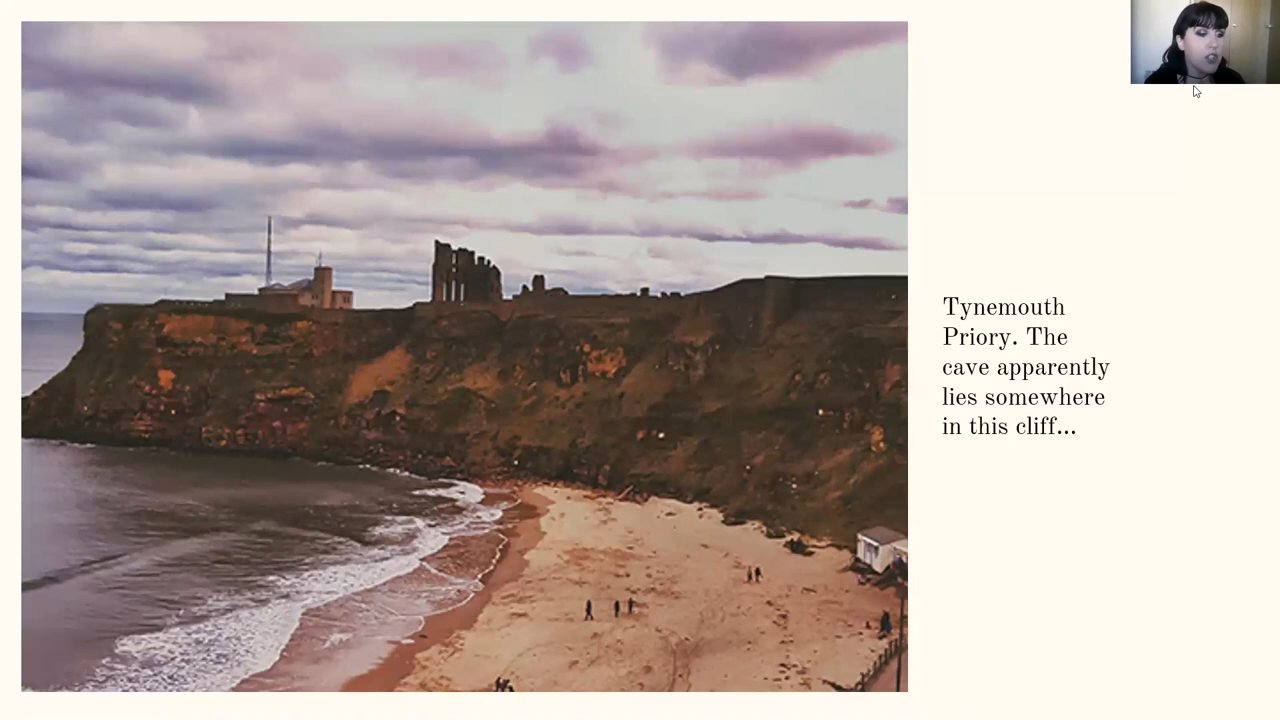 Tynemouth
Priory. The
cave apparently
lies somewhere
in this cliff...